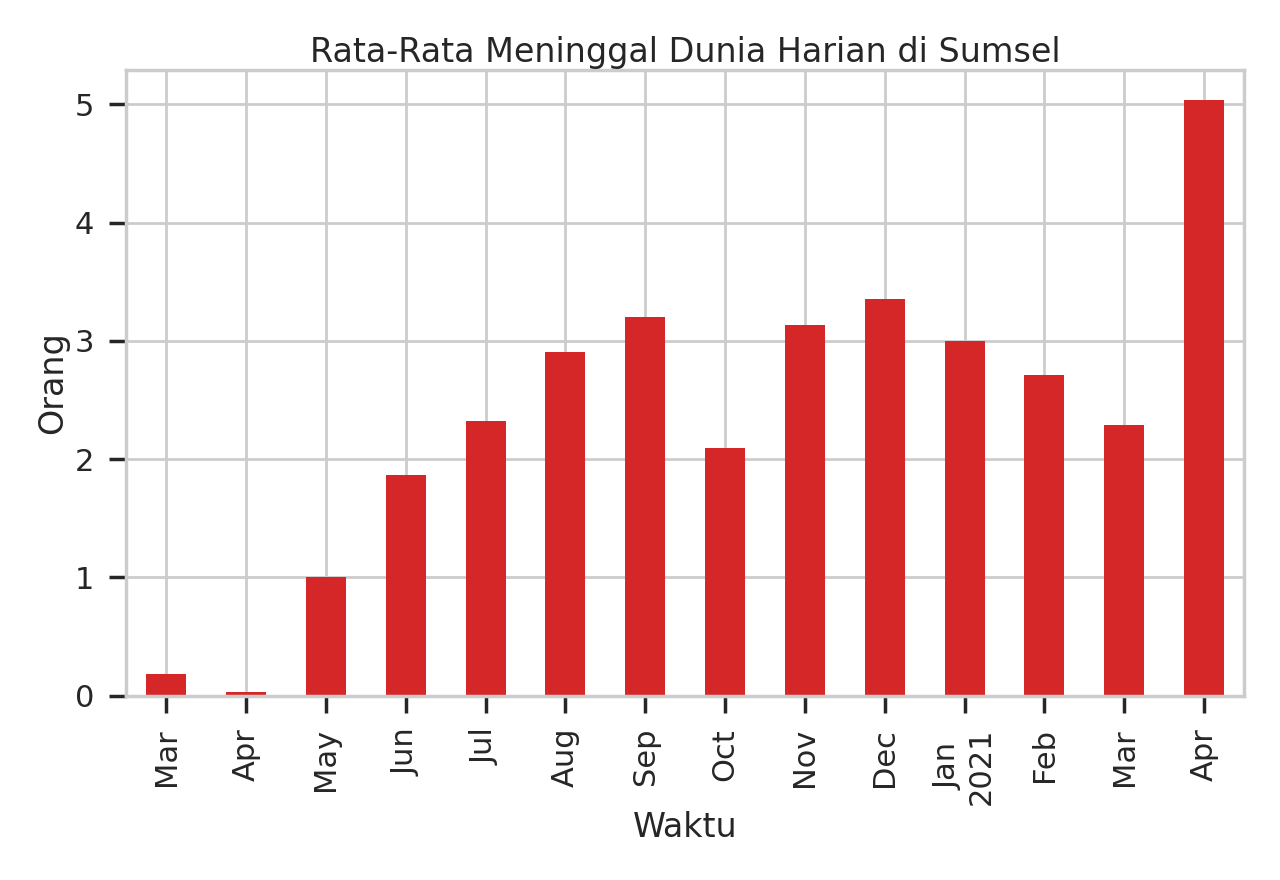 Rata-Rata Meninggal Dunia Harian di Sumsel
Orang
5
4
3
2
1
0
Mar
Apr
May
Jun
Jul
Aug
Sep
Oct
Nov
Dec
Jan
2021
Feb
Mar
Apr
Waktu